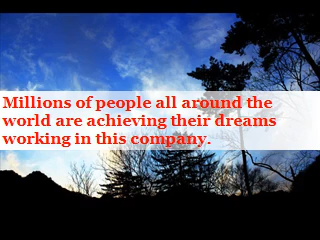 Millions of people all around the
world are achieving their dreams
working in this company.